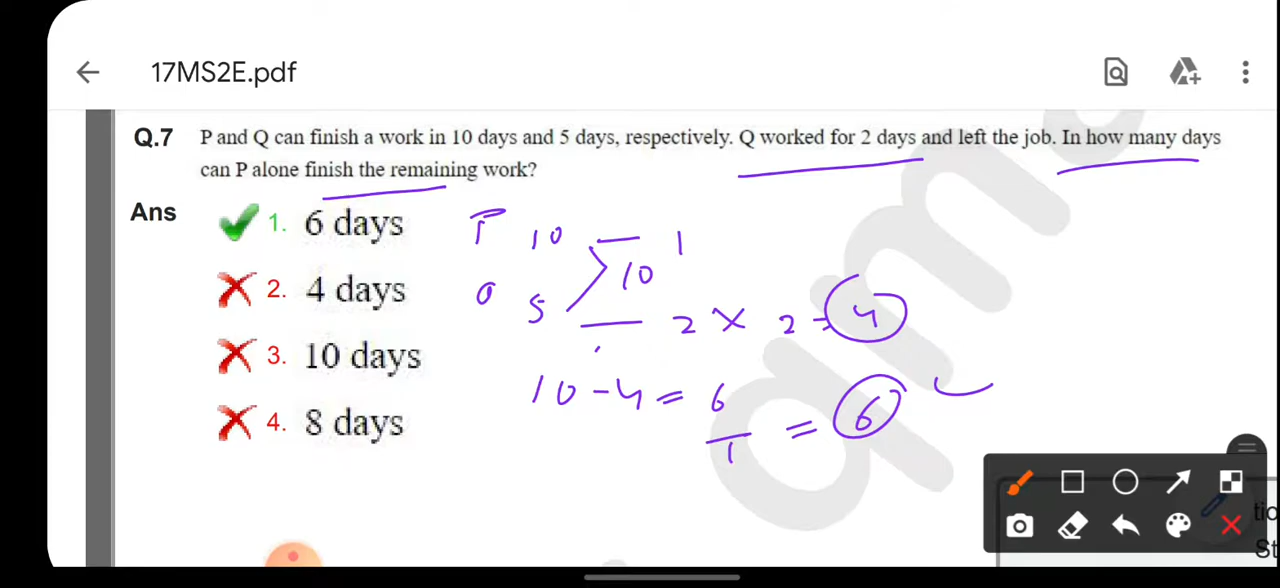 17MS2E.pdf
Q.7 P and Q can finish a work in 10 days and 5 days, respectively. Q worked for 2 days and left the job. In how many days
can P alone finish the remaining work?
Ans 1. 6 days
2. 4 days
3. 10 days
4. 8 days
P 10 1
10
Q 5 2 × 2 = 4
10 - 4 = 6
1 = 6